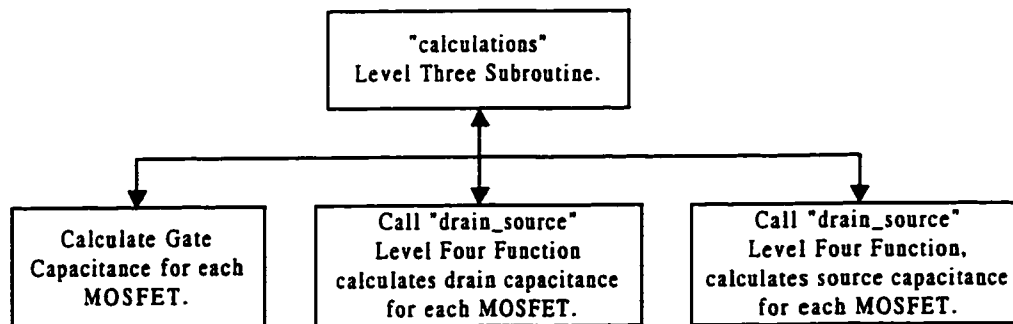 "calculations"
Level Three Subroutine.
Calculate Gate
Capacitance for each
MOSFET.
Call "drain_source"
Level Four Function
calculates drain capacitance
for each MOSFET.
Call "drain_source"
Level Four Function,
calculates source capacitance
for each MOSFET.